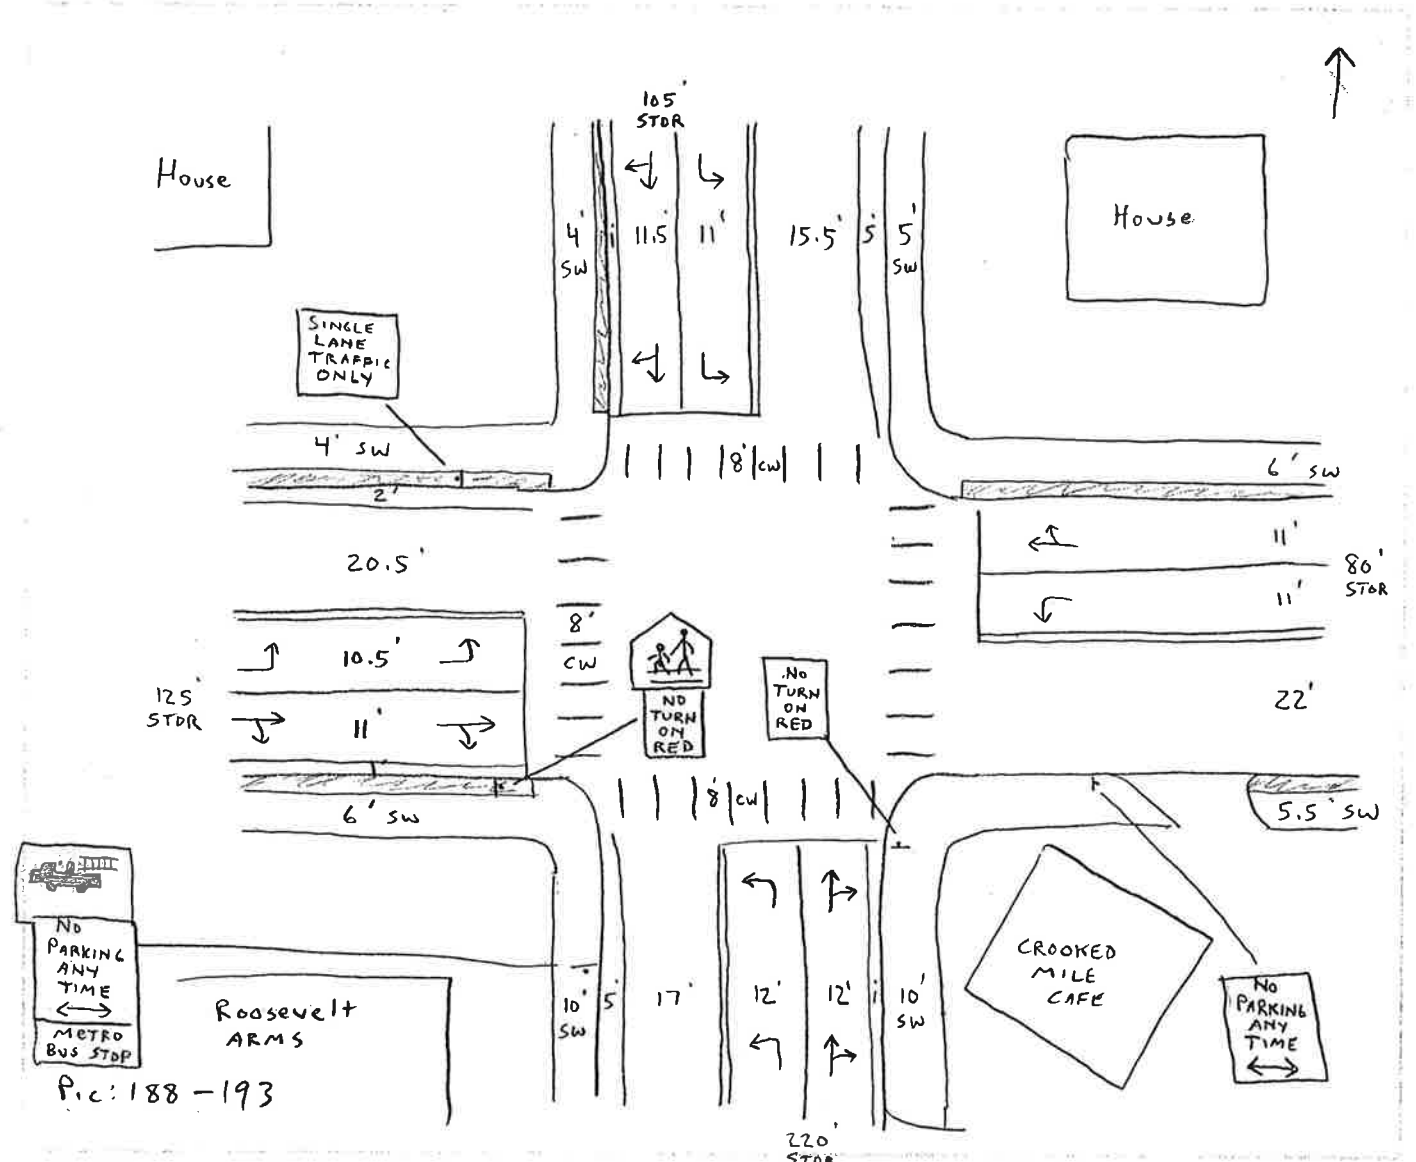 105'
STOR
House
4'
SW
1'
11.5'
11'
15.5'
5'
5'
SW
House
SINGLE
LANE
TRAFFIC
ONLY
4' SW
2'
8' CW
6' SW
20.5'
11'
11'
80'
STOR
8'
CW
10.5'
11'
125'
STOR
1'
NO
TURN
ON
RED
NO
TURN
ON
RED
22'
6' SW
8' CW
5.5' SW
NO
PARKING
ANY
TIME
METRO
BUS STOP
Roosevelt
ARMS
10'
SW
5'
17'
12'
12'
1'
10'
SW
CROOKED
MILE
CAFE
NO
PARKING
ANY
TIME
Pic: 188-193
220'
STOR